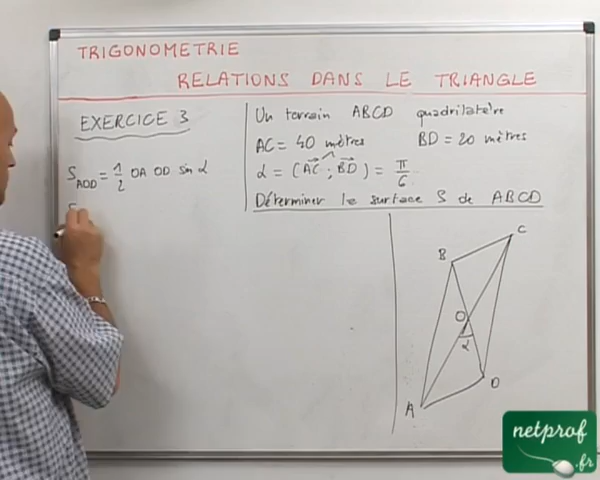 TRIGONOMETRIE
RELATIONS DANS LE TRIANGLE
EXERCICE 3
S_AOD = 1/2 OA OD sin α
S
Un terrain ABCD quadrilatère
AC = 40 mètres BD = 20 mètres
α = (AC→ ; BD→) = π/6
Déterminer le surface S de ABCD
C
B
O
α
D
A
netprof
.fr